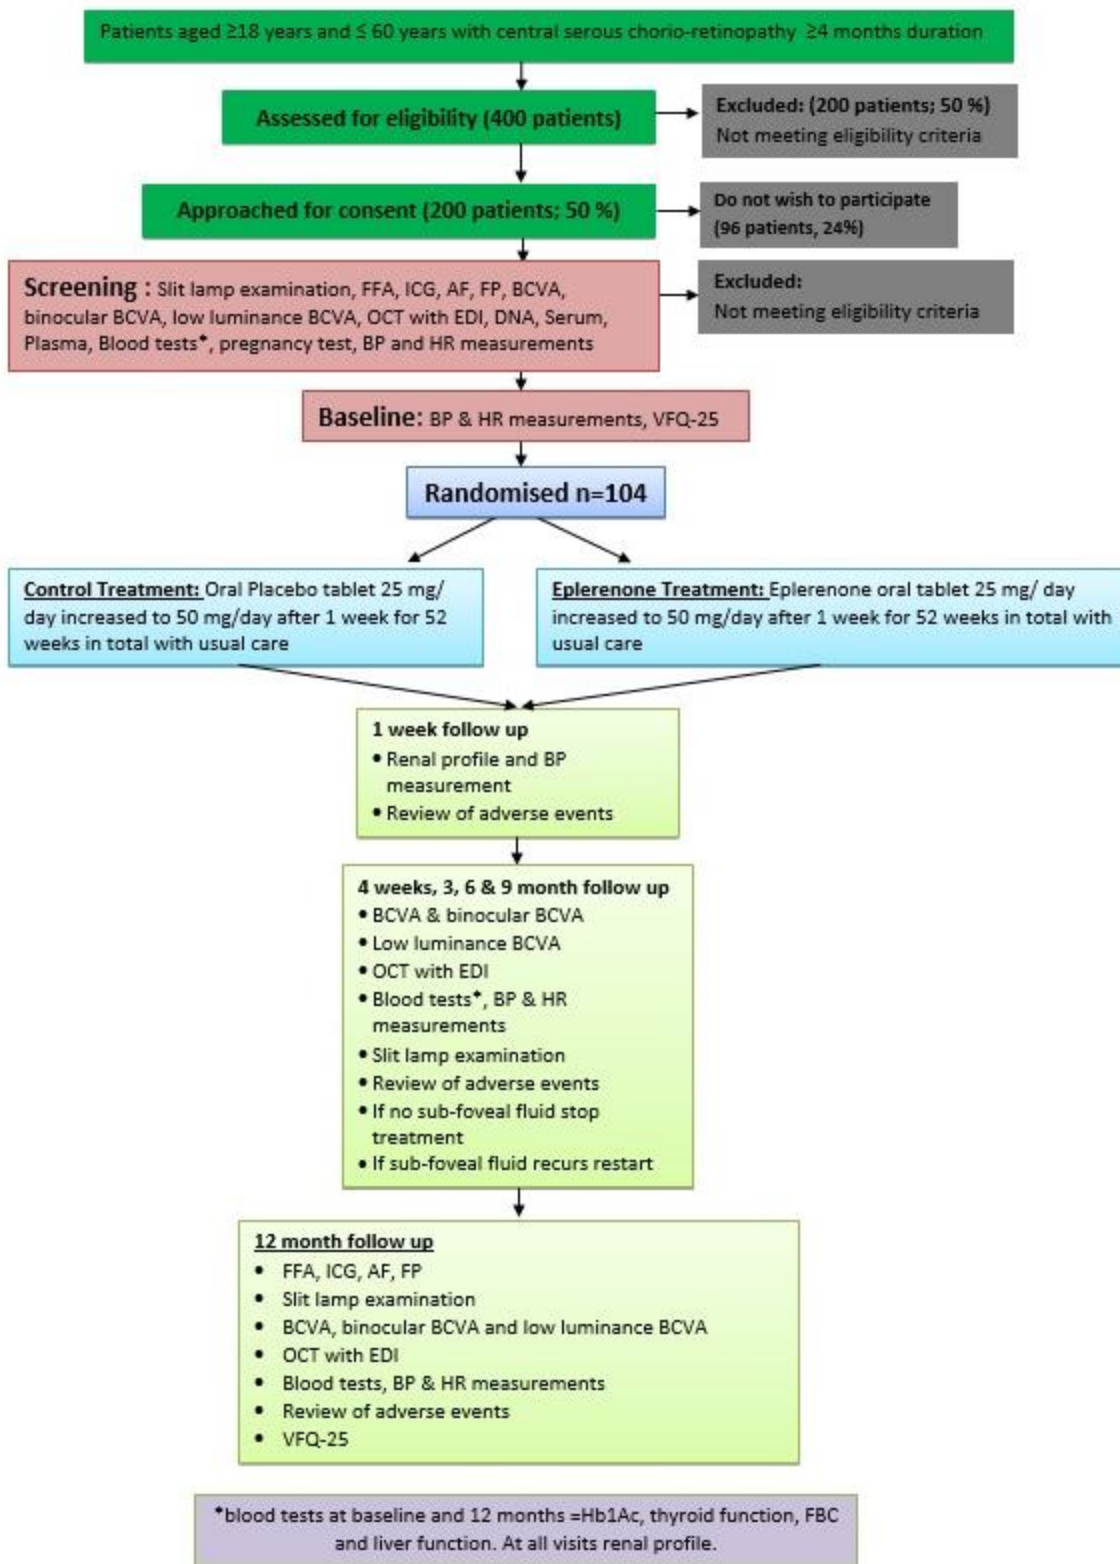 Patients aged ≥18 years and ≤ 60 years with central serous chorio-retinopathy ≥4 months duration
Assessed for eligibility (400 patients)
Excluded: (200 patients; 50 %)
Not meeting eligibility criteria
Approached for consent (200 patients; 50 %)
Do not wish to participate
(96 patients, 24%)
Screening : Slit lamp examination, FFA, ICG, AF, FP, BCVA,
binocular BCVA, low luminance BCVA, OCT with EDI, DNA, Serum,
Plasma, Blood tests*, pregnancy test, BP and HR measurements
Excluded:
Not meeting eligibility criteria
Baseline: BP & HR measurements, VFQ-25
Randomised n=104
Control Treatment: Oral Placebo tablet 25 mg/
day increased to 50 mg/day after 1 week for 52
weeks in total with usual care
Eplerenone Treatment: Eplerenone oral tablet 25 mg/ day
increased to 50 mg/day after 1 week for 52 weeks in total with
usual care
1 week follow up
• Renal profile and BP
measurement
• Review of adverse events
4 weeks, 3, 6 & 9 month follow up
• BCVA & binocular BCVA
• Low luminance BCVA
• OCT with EDI
• Blood tests*, BP & HR
measurements
• Slit lamp examination
• Review of adverse events
• If no sub-foveal fluid stop
treatment
• If sub-foveal fluid recurs restart
12 month follow up
• FFA, ICG, AF, FP
• Slit lamp examination
• BCVA, binocular BCVA and low luminance BCVA
• OCT with EDI
• Blood tests, BP & HR measurements
• Review of adverse events
• VFQ-25
*blood tests at baseline and 12 months =Hb1Ac, thyroid function, FBC
and liver function. At all visits renal profile.